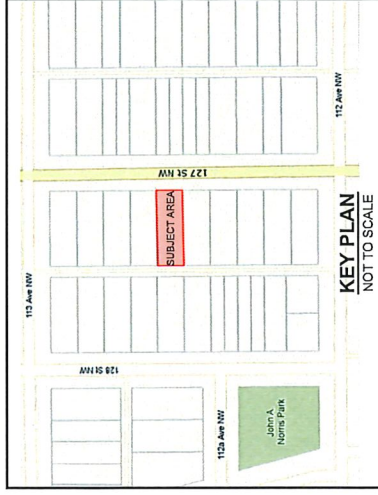 113 Ave NW
127 St NW
SUBJECT AREA
128 St NW
112a Ave NW
John A.
Norris Park
112 Ave NW
KEY PLAN
NOT TO SCALE